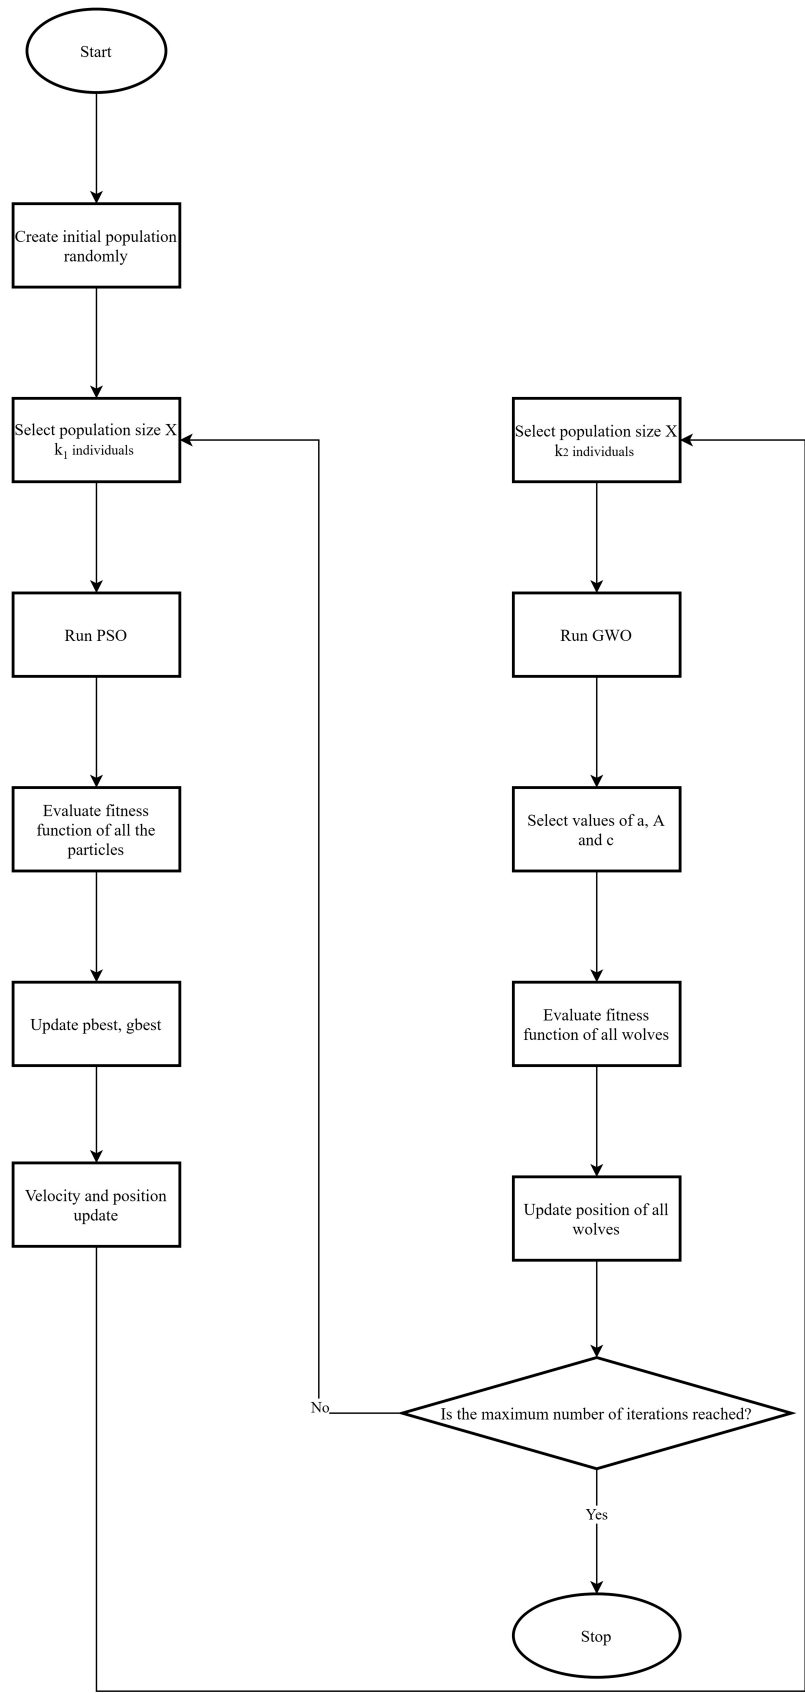 Start
Create initial population
randomly
Select population size X
k₁ individuals
Run PSO
Evaluate fitness
function of all the
particles
Update pbest, gbest
Velocity and position
update
Select population size X
k2 individuals
Run GWO
Select values of a, A
and c
Evaluate fitness
function of all wolves
Update position of all
wolves
Is the maximum number of iterations reached?
No
Yes
Stop